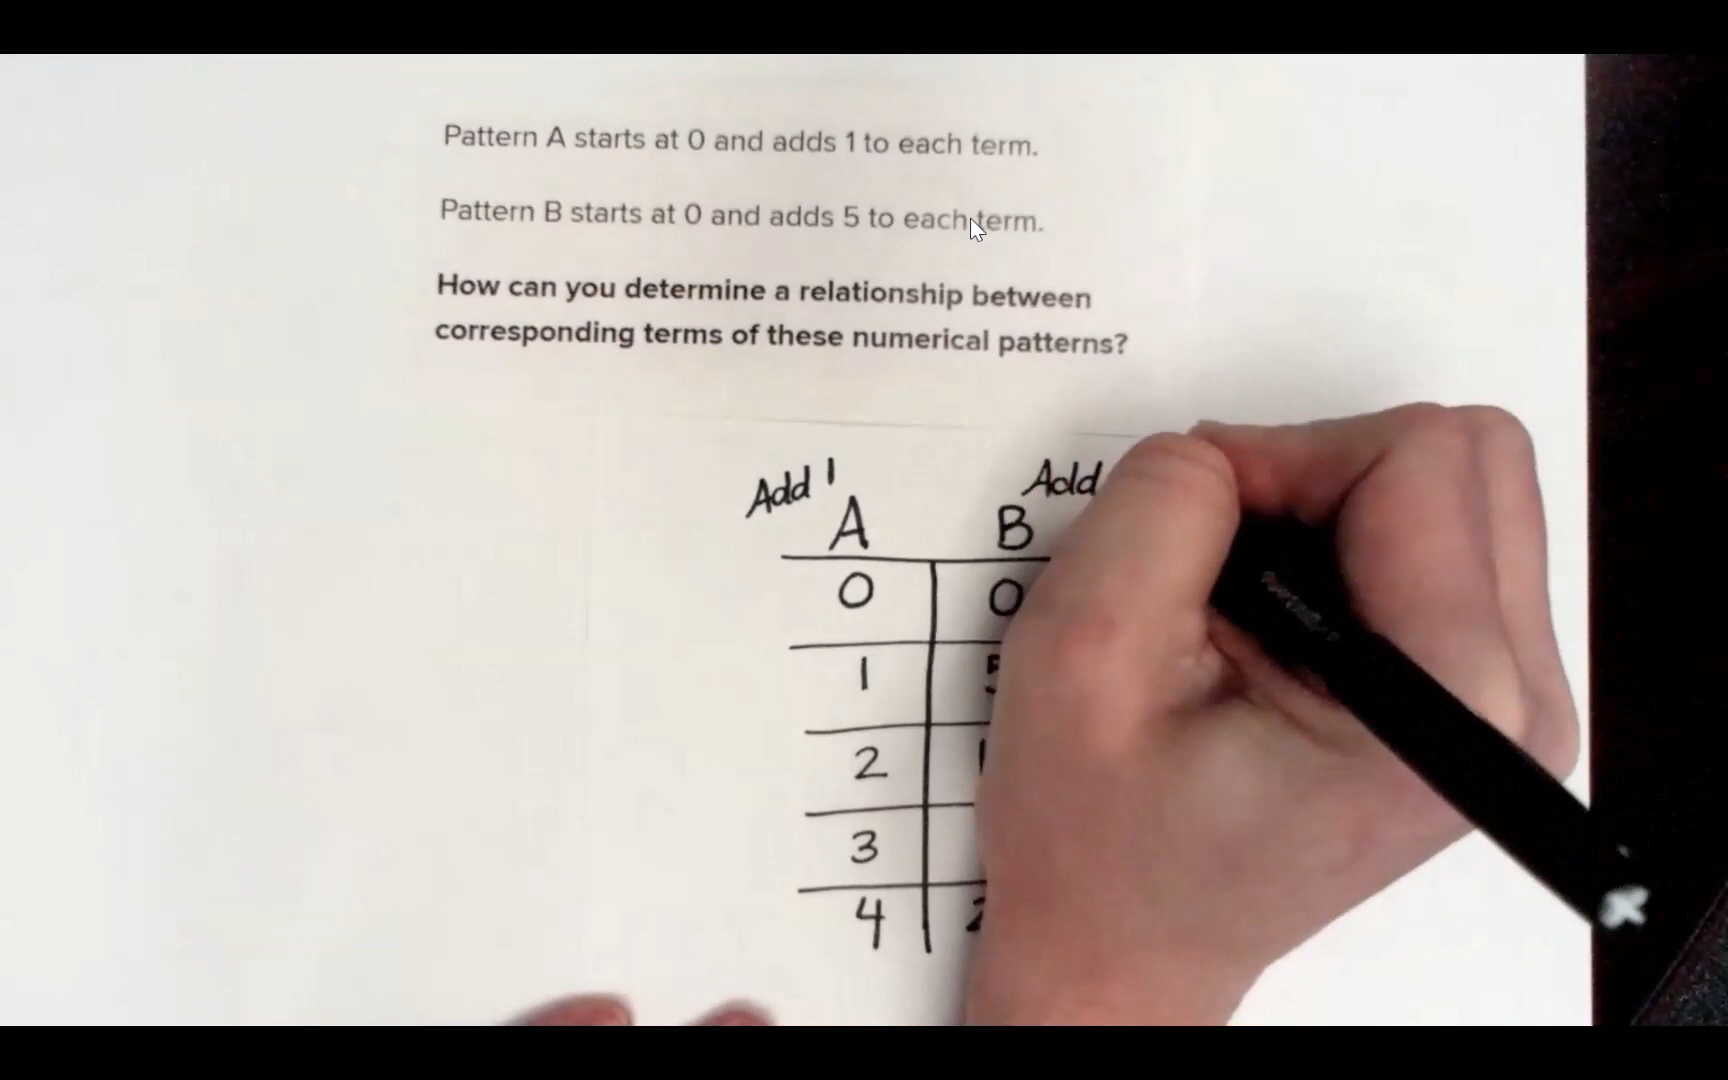 Pattern A starts at 0 and adds 1 to each term.
Pattern B starts at 0 and adds 5 to each term.
How can you determine a relationship between
corresponding terms of these numerical patterns?
Add 1 Add
A B
0 0
1 5
2
3
4